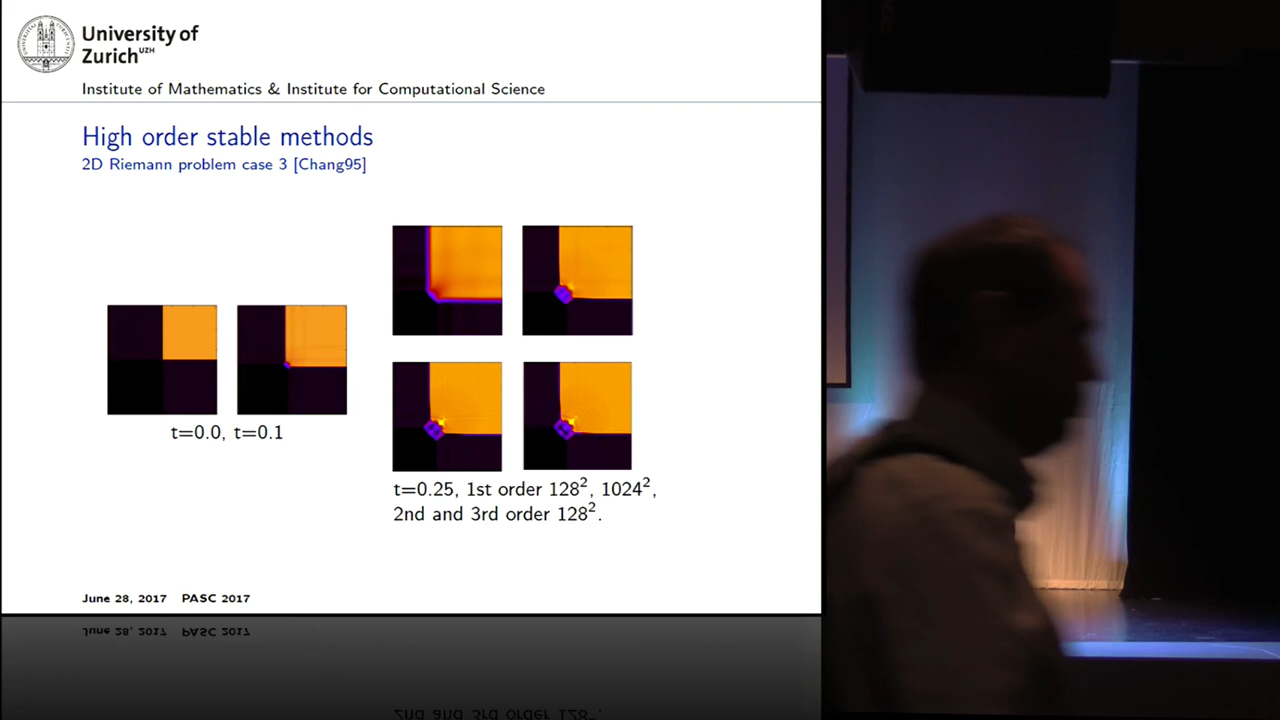 University of
Zurich UZH
Institute of Mathematics & Institute for Computational Science
High order stable methods
2D Riemann problem case 3 [Chang95]
t=0.0, t=0.1
t=0.25, 1st order 128², 1024²,
2nd and 3rd order 128².
June 28, 2017 PASC 2017